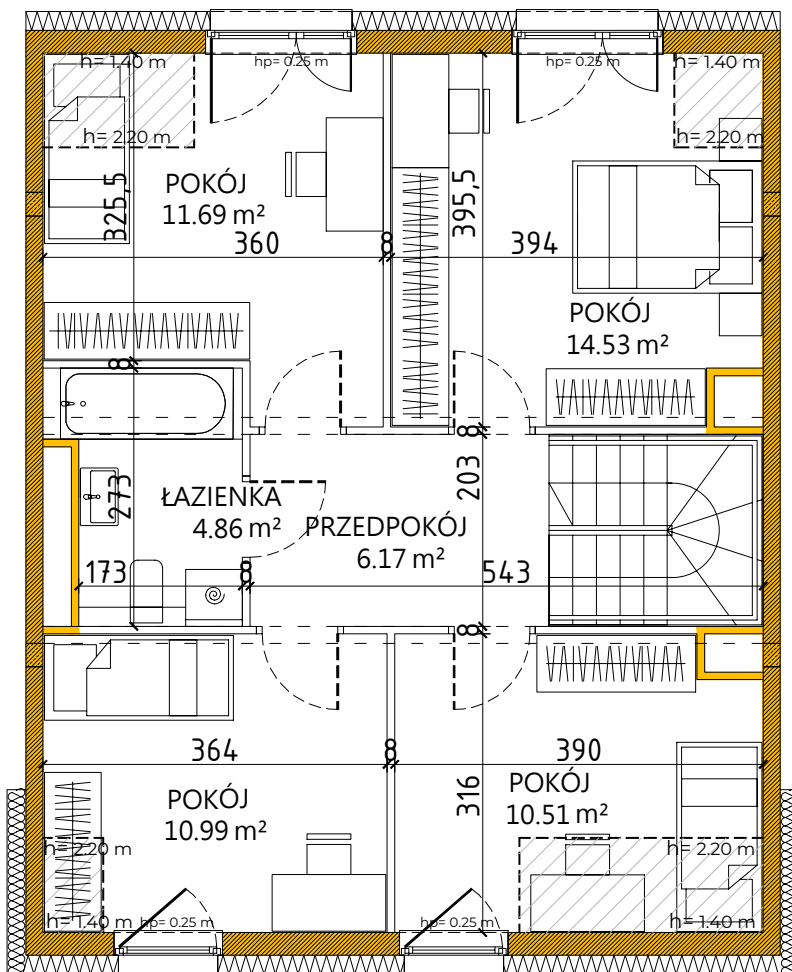 h= 1.40 m
hp= 0.25 m
hp= 0.25 m
h= 1.40 m
h= 2.20 m
h= 2.20 m
325,5
POKÓJ
11.69 m²
395,5
360
8
394
POKÓJ
14.53 m²
8
8
203
273
ŁAZIENKA
4.86 m²
PRZEDPOKÓJ
6.17 m²
173
8
543
8
364
8
390
316
POKÓJ
10.99 m²
POKÓJ
10.51 m²
h= 2.20 m
h= 2.20 m
h= 1.40 m
hp= 0.25 m
hp= 0.25 m
h= 1.40 m